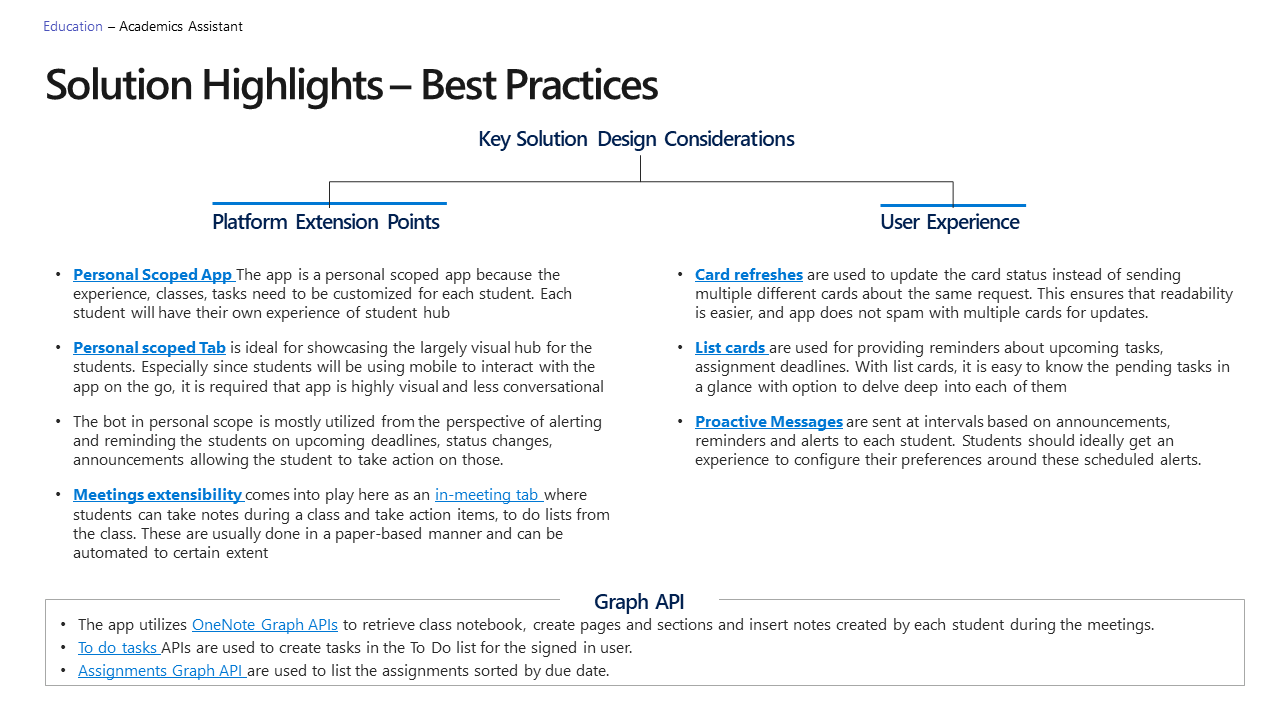 Education – Academics Assistant
Solution Highlights – Best Practices
Key Solution Design Considerations
Platform Extension Points
• Personal Scoped App The app is a personal scoped app because the
experience, classes, tasks need to be customized for each student. Each
student will have their own experience of student hub
• Personal scoped Tab is ideal for showcasing the largely visual hub for the
students. Especially since students will be using mobile to interact with the
app on the go, it is required that app is highly visual and less conversational
• The bot in personal scope is mostly utilized from the perspective of alerting
and reminding the students on upcoming deadlines, status changes,
announcements allowing the student to take action on those.
• Meetings extensibility comes into play here as an in-meeting tab where
students can take notes during a class and take action items, to do lists from
the class. These are usually done in a paper-based manner and can be
automated to certain extent
User Experience
• Card refreshes are used to update the card status instead of sending
multiple different cards about the same request. This ensures that readability
is easier, and app does not spam with multiple cards for updates.
• List cards are used for providing reminders about upcoming tasks,
assignment deadlines. With list cards, it is easy to know the pending tasks in
a glance with option to delve deep into each of them
• Proactive Messages are sent at intervals based on announcements,
reminders and alerts to each student. Students should ideally get an
experience to configure their preferences around these scheduled alerts.
Graph API
• The app utilizes OneNote Graph APIs to retrieve class notebook, create pages and sections and insert notes created by each student during the meetings.
• To do tasks APIs are used to create tasks in the To Do list for the signed in user.
• Assignments Graph API are used to list the assignments sorted by due date.